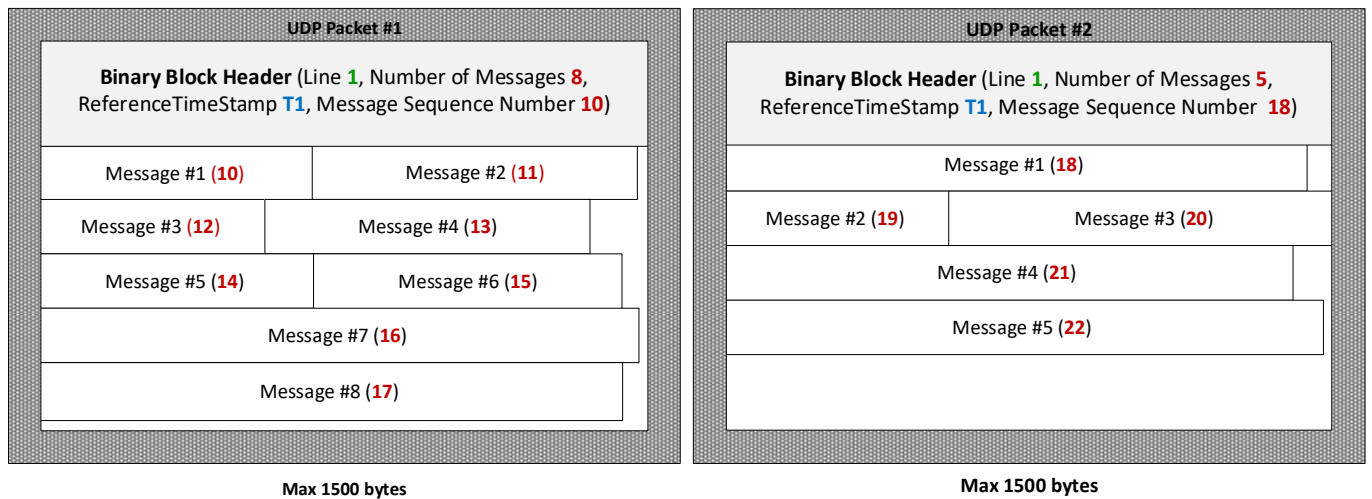 UDP Packet #1
Binary Block Header (Line 1, Number of Messages 8,
ReferenceTimeStamp T1, Message Sequence Number 10)
Message #1 (10)
Message #2 (11)
Message #3 (12)
Message #4 (13)
Message #5 (14)
Message #6 (15)
Message #7 (16)
Message #8 (17)
Max 1500 bytes
UDP Packet #2
Binary Block Header (Line 1, Number of Messages 5,
ReferenceTimeStamp T1, Message Sequence Number 18)
Message #1 (18)
Message #2 (19)
Message #3 (20)
Message #4 (21)
Message #5 (22)
Max 1500 bytes